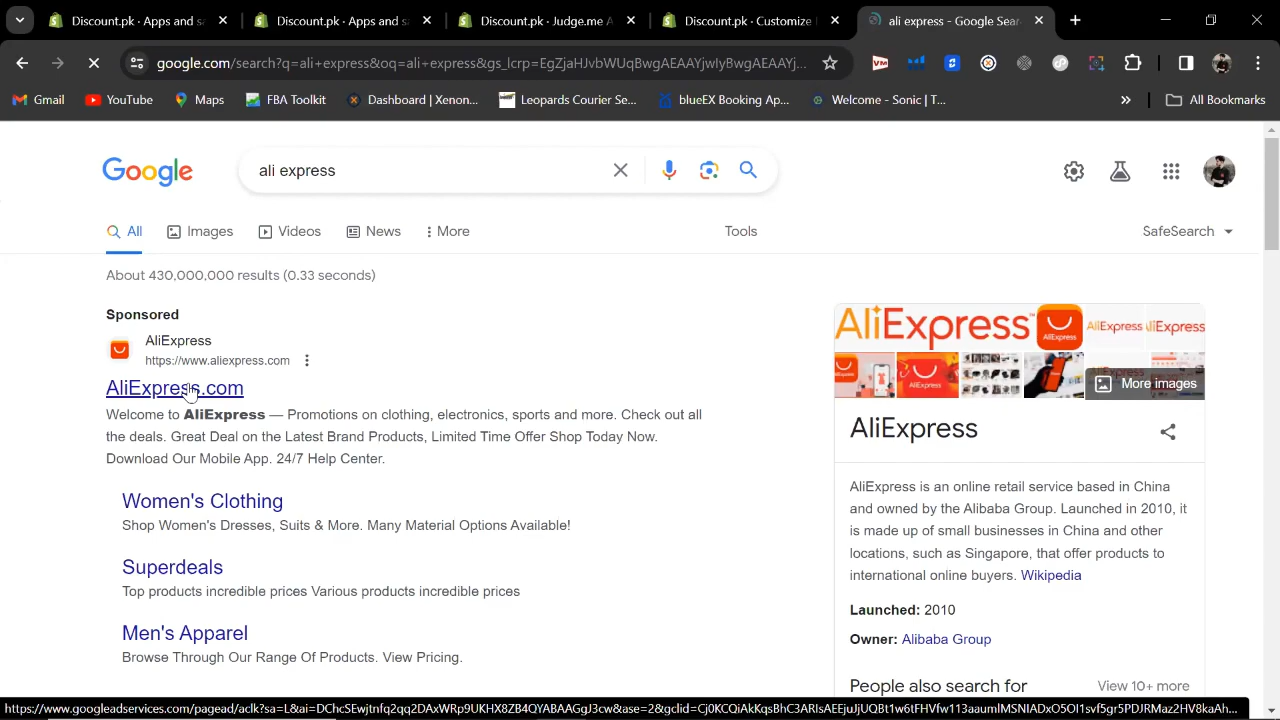 Discount.pk · Apps and sa
Discount.pk · Apps and s
Discount.pk · Judge.me A
Discount.pk · Customize
ali express - Google Sear
google.com/search?q=ali+express&oq=ali+express&gs_lcrp=EgZjaHJvbWUqBwgAEAAYjwIyBwgAEAAYj...
Gmail
YouTube
Maps
FBA Toolkit
Dashboard | Xenon...
Leopards Courier Se...
blueEX Booking Ap...
Welcome - Sonic | T...
All Bookmarks
Google
ali express
All
Images
Videos
News
More
Tools
SafeSearch
About 430,000,000 results (0.33 seconds)
Sponsored
AliExpress
https://www.aliexpress.com
AliExpress.com
Welcome to AliExpress — Promotions on clothing, electronics, sports and more. Check out all
the deals. Great Deal on the Latest Brand Products, Limited Time Offer Shop Today Now.
Download Our Mobile App. 24/7 Help Center.
Women's Clothing
Shop Women's Dresses, Suits & More. Many Material Options Available!
Superdeals
Top products incredible prices Various products incredible prices
Men's Apparel
Browse Through Our Range Of Products. View Pricing.
AliExpress
AliExpress
AliExpress
AliExpress
AliExpress
More images
AliExpress
AliExpress is an online retail service based in China
and owned by the Alibaba Group. Launched in 2010, it
is made up of small businesses in China and other
locations, such as Singapore, that offer products to
international online buyers. Wikipedia
Launched: 2010
Owner: Alibaba Group
People also search for
View 10+ more